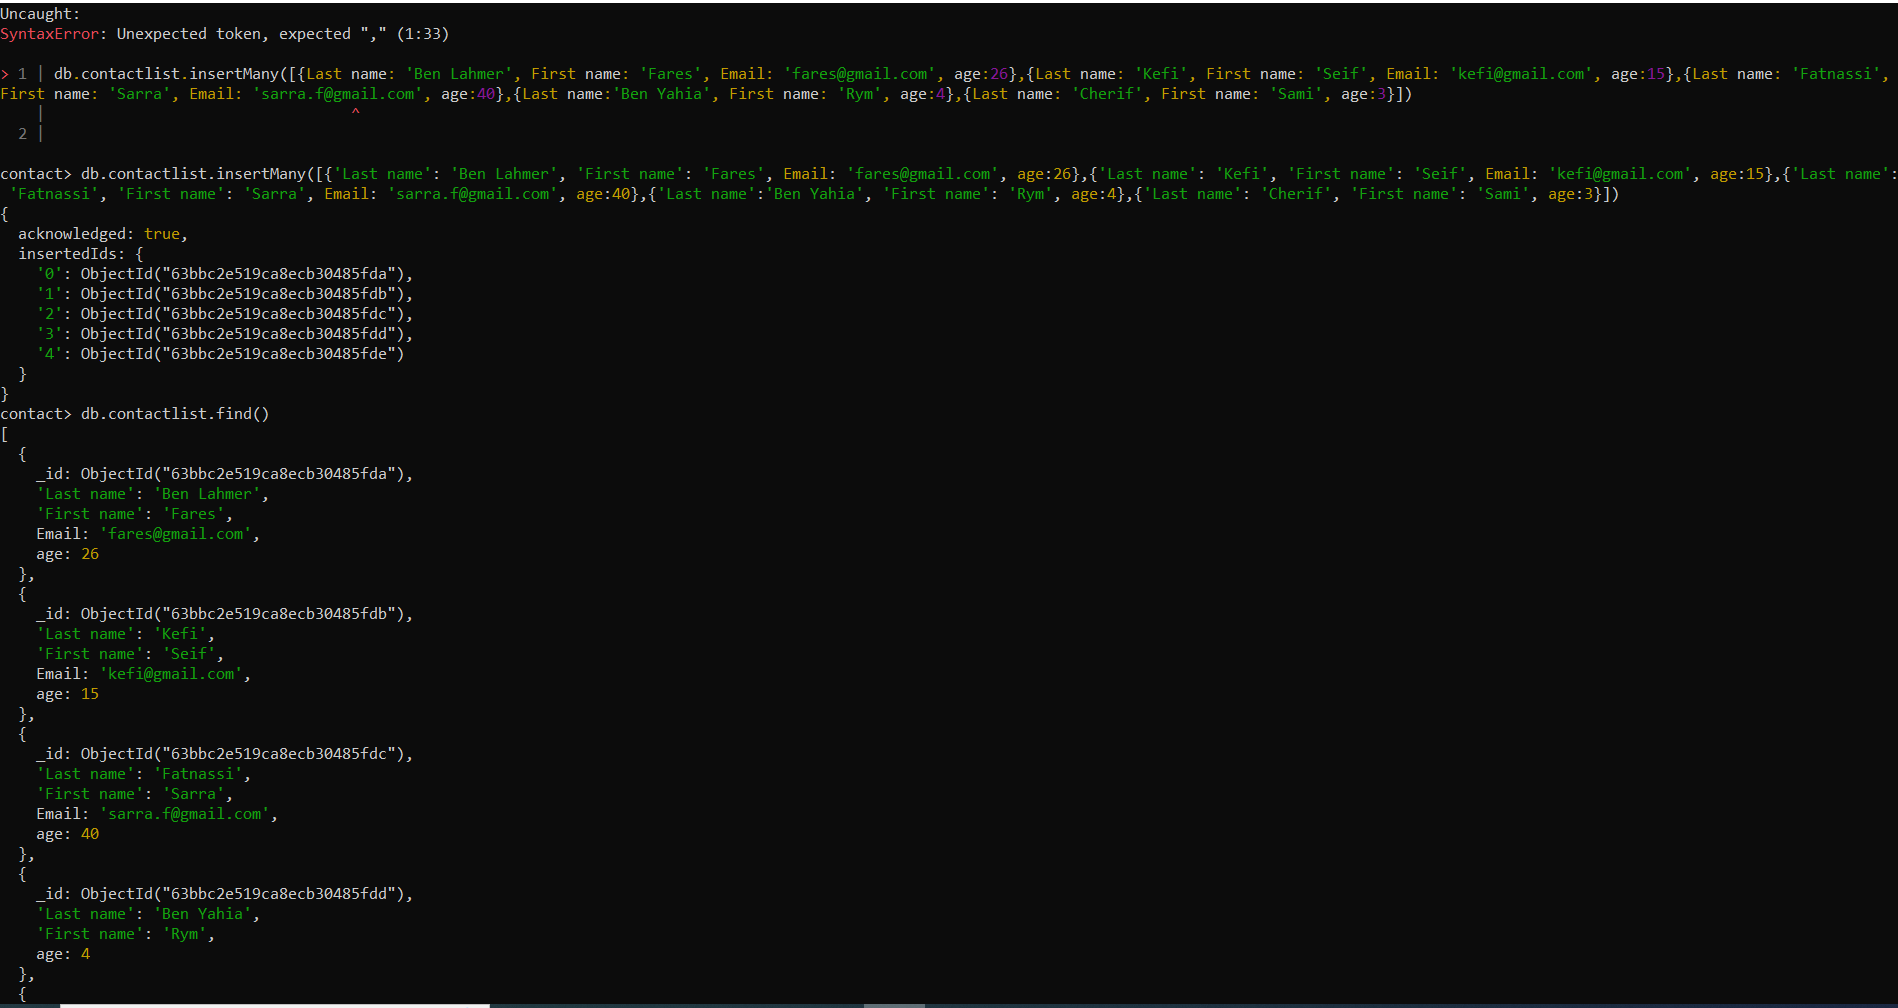 Uncaught:
SyntaxError: Unexpected token, expected "," (1:33)
> 1 | db.contactlist.insertMany([{Last name: 'Ben Lahmer', First name: 'Fares', Email: 'fares@gmail.com', age:26},{Last name: 'Kefi', First name: 'Seif', Email: 'kefi@gmail.com', age:15},{Last name: 'Fatnassi',
First name: 'Sarra', Email: 'sarra.f@gmail.com', age:40},{Last name:'Ben Yahia', First name: 'Rym', age:4},{Last name: 'Cherif', First name: 'Sami', age:3}])
| ^
2 |
contact> db.contactlist.insertMany([{'Last name': 'Ben Lahmer', 'First name': 'Fares', Email: 'fares@gmail.com', age:26},{'Last name': 'Kefi', 'First name': 'Seif', Email: 'kefi@gmail.com', age:15},{'Last name':
'Fatnassi', 'First name': 'Sarra', Email: 'sarra.f@gmail.com', age:40},{'Last name':'Ben Yahia', 'First name': 'Rym', age:4},{'Last name': 'Cherif', 'First name': 'Sami', age:3}])
{
acknowledged: true,
insertedIds: {
'0': ObjectId("63bbc2e519ca8ecb30485fda"),
'1': ObjectId("63bbc2e519ca8ecb30485fdb"),
'2': ObjectId("63bbc2e519ca8ecb30485fdc"),
'3': ObjectId("63bbc2e519ca8ecb30485fdd"),
'4': ObjectId("63bbc2e519ca8ecb30485fde")
}
}
contact> db.contactlist.find()
[
{
_id: ObjectId("63bbc2e519ca8ecb30485fda"),
'Last name': 'Ben Lahmer',
'First name': 'Fares',
Email: 'fares@gmail.com',
age: 26
},
{
_id: ObjectId("63bbc2e519ca8ecb30485fdb"),
'Last name': 'Kefi',
'First name': 'Seif',
Email: 'kefi@gmail.com',
age: 15
},
{
_id: ObjectId("63bbc2e519ca8ecb30485fdc"),
'Last name': 'Fatnassi',
'First name': 'Sarra',
Email: 'sarra.f@gmail.com',
age: 40
},
{
_id: ObjectId("63bbc2e519ca8ecb30485fdd"),
'Last name': 'Ben Yahia',
'First name': 'Rym',
age: 4
},
{